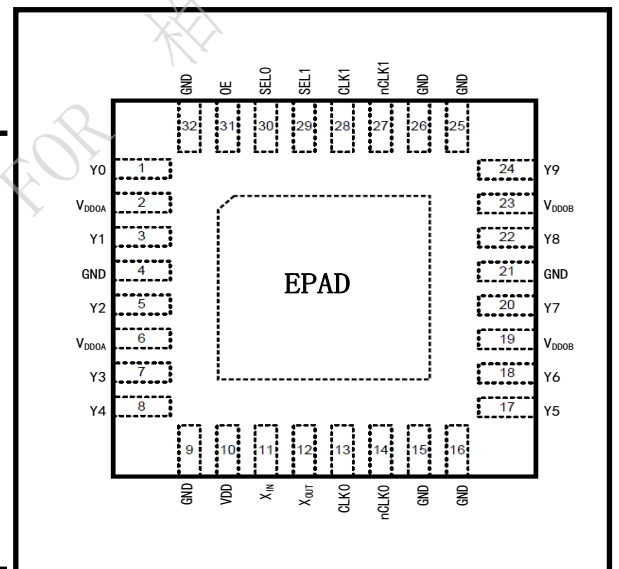 FOR 柏
GND OE SEL0 SEL1 CLK1 nCLK1 GND GND
32 31 30 29 28 27 26 25
Y0 1 24 Y9
VDDOA 2 23 VDDOB
Y1 3 22 Y8
GND 4 21 GND
EPAD
Y2 5 20 Y7
VDDOA 6 19 VDDOB
Y3 7 18 Y6
Y4 8 17 Y5
9 10 11 12 13 14 15 16
GND VDD XIN XOUT CLK0 nCLK0 GND GND